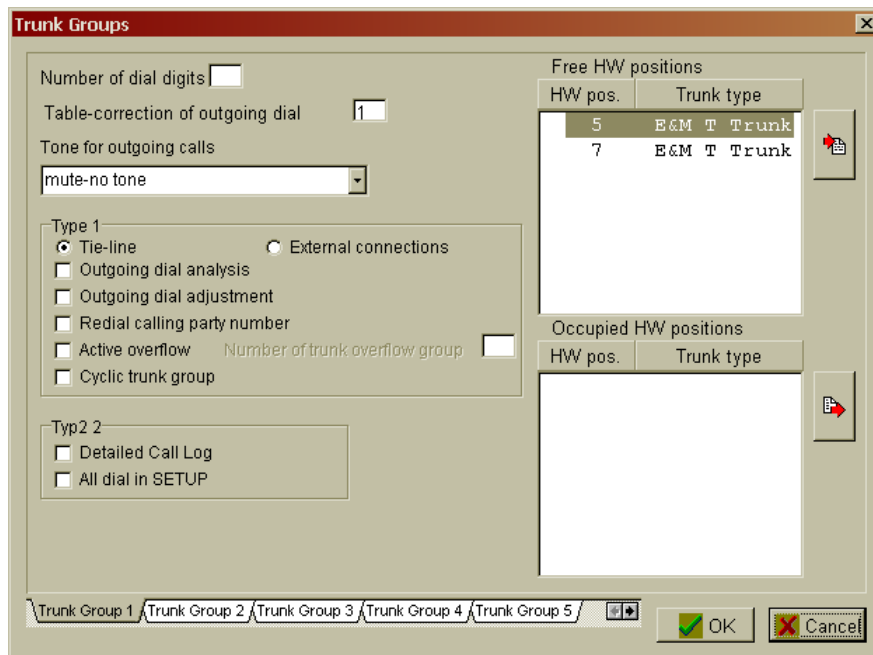 Trunk Groups
Number of dial digits
Table-correction of outgoing dial 1
Tone for outgoing calls
mute-no tone
Type 1
Tie-line External connections
Outgoing dial analysis
Outgoing dial adjustment
Redial calling party number
Active overflow Number of trunk overflow group
Cyclic trunk group
Typ2 2
Detailed Call Log
All dial in SETUP
Free HW positions
HW pos. Trunk type
5 E&M T Trunk
7 E&M T Trunk
Occupied HW positions
HW pos. Trunk type
Trunk Group 1 Trunk Group 2 Trunk Group 3 Trunk Group 4 Trunk Group 5
OK Cancel